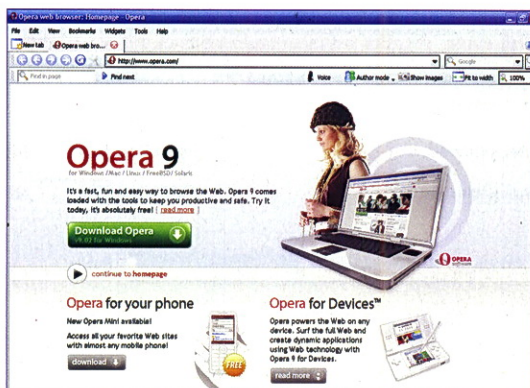 Opera web browser: Homepage - Opera
File Edit View Bookmarks Widgets Tools Help
New tab Opera web bro...
http://www.opera.com/ Google
Find in page Find next Voice Author mode Show images Fit to width 100%
Opera 9
for Windows /Mac / Linux / FreeBSD/ Solaris
It's a fast, fun and easy way to browse the Web. Opera 9 comes
loaded with the tools to keep you productive and safe. Try it
today, it's absolutely free! [ read more ]
Download Opera
v9.02 for Windows
OPERA
software
continue to homepage
Opera for your phone
New Opera Mini available!
Access all your favorite Web sites
with almost any mobile phone!
download
FREE
Opera for Devices™
Opera powers the Web on any
device. Surf the full Web and
create dynamic applications
using Web technology with
Opera 9 for Devices.
read more